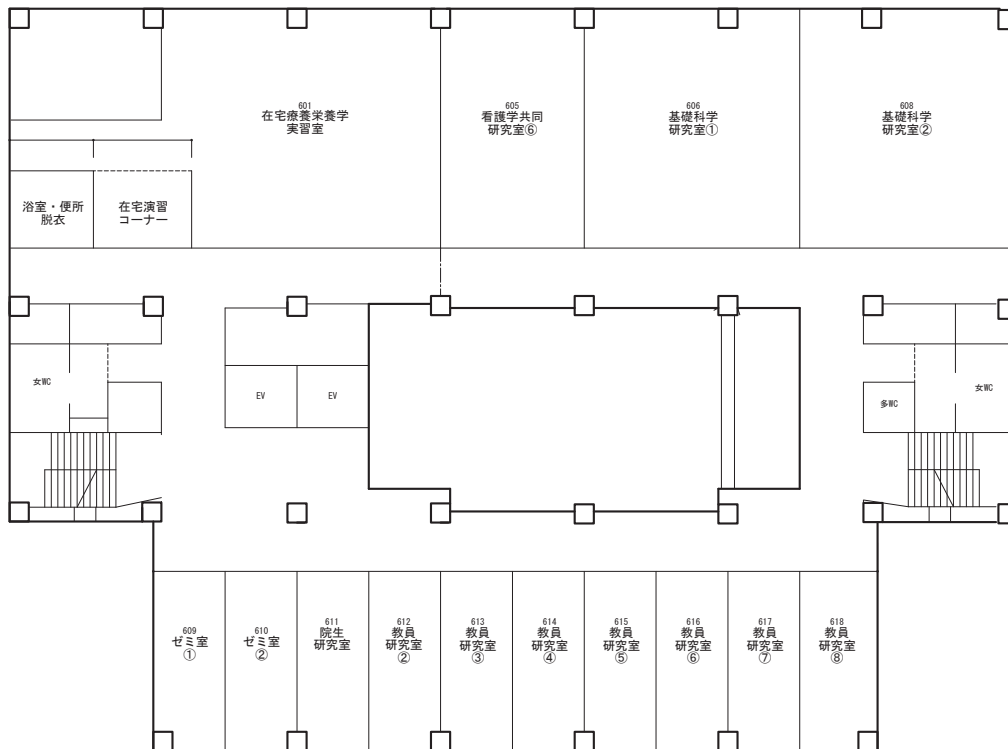 601
在宅療養栄養学
実習室
605
看護学共同
研究室⑥
606
基礎科学
研究室①
608
基礎科学
研究室②
浴室・便所
脱衣
在宅演習
コーナー
女WC
EV
EV
多WC
女WC
609
ゼミ室
①
610
ゼミ室
②
611
院生
研究室
612
教員
研究室
②
613
教員
研究室
③
614
教員
研究室
④
615
教員
研究室
⑤
616
教員
研究室
⑥
617
教員
研究室
⑦
618
教員
研究室
⑧